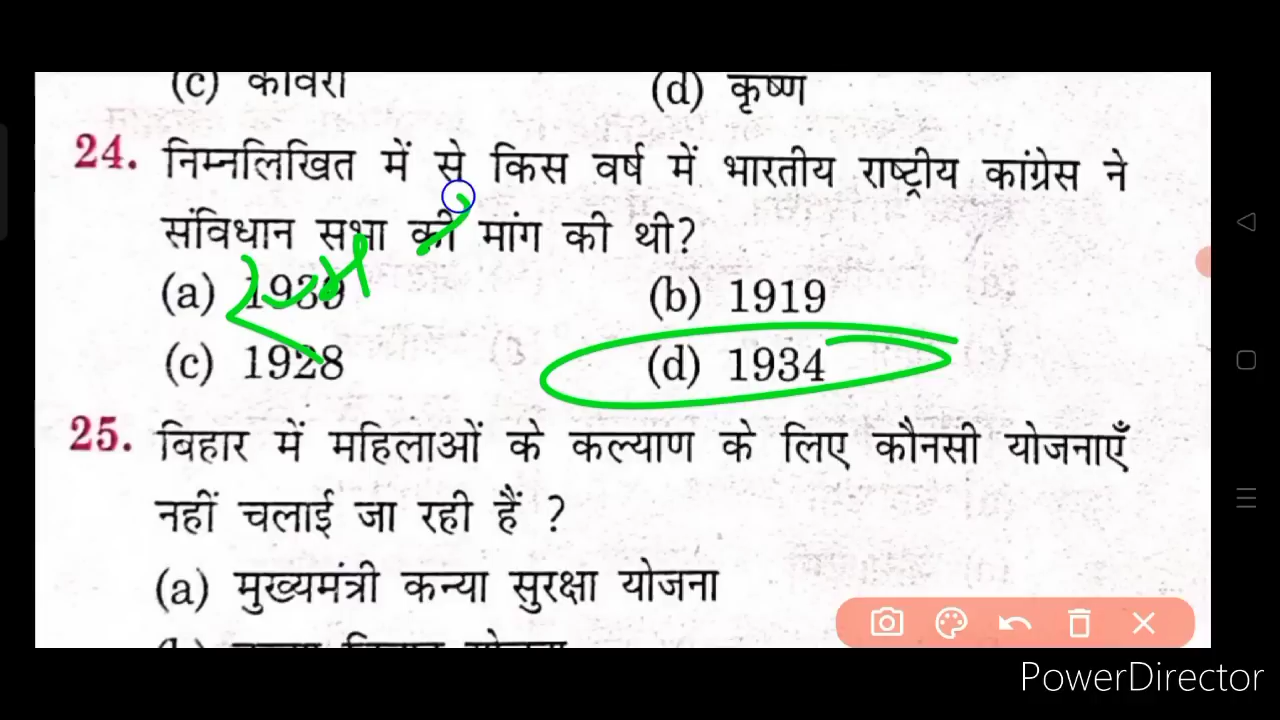 (c) कावेरी (d) कृष्ण
24. निम्नलिखित में से किस वर्ष में भारतीय राष्ट्रीय कांग्रेस ने
संविधान सभा की मांग की थी?
(a) 1939 (b) 1919
(c) 1928 (d) 1934
25. बिहार में महिलाओं के कल्याण के लिए कौनसी योजनाएँ
नहीं चलाई जा रही हैं ?
(a) मुख्यमंत्री कन्या सुरक्षा योजना
PowerDirector